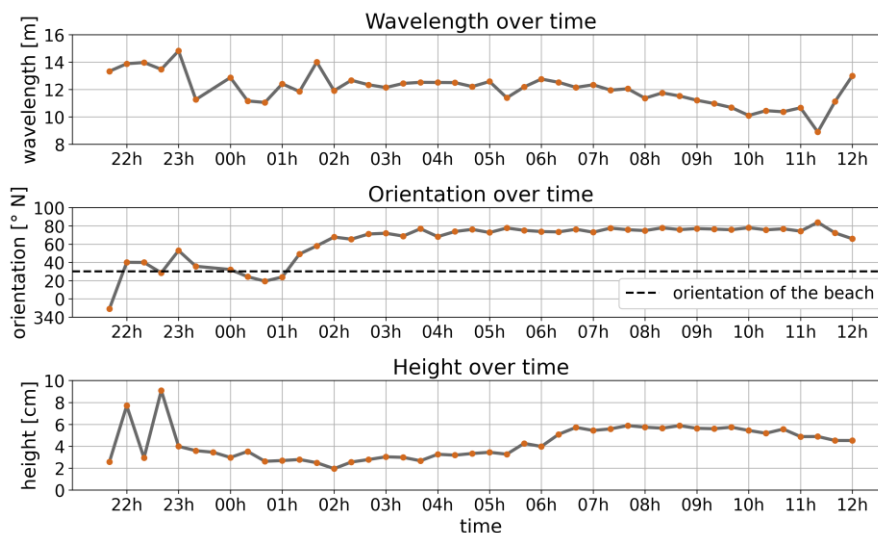 Wavelength over time
wavelength [m]
16
14
12
10
8
22h 23h 00h 01h 02h 03h 04h 05h 06h 07h 08h 09h 10h 11h 12h
Orientation over time
orientation [° N]
100
80
60
40
20
0
340
orientation of the beach
22h 23h 00h 01h 02h 03h 04h 05h 06h 07h 08h 09h 10h 11h 12h
Height over time
height [cm]
10
8
6
4
2
0
22h 23h 00h 01h 02h 03h 04h 05h 06h 07h 08h 09h 10h 11h 12h
time